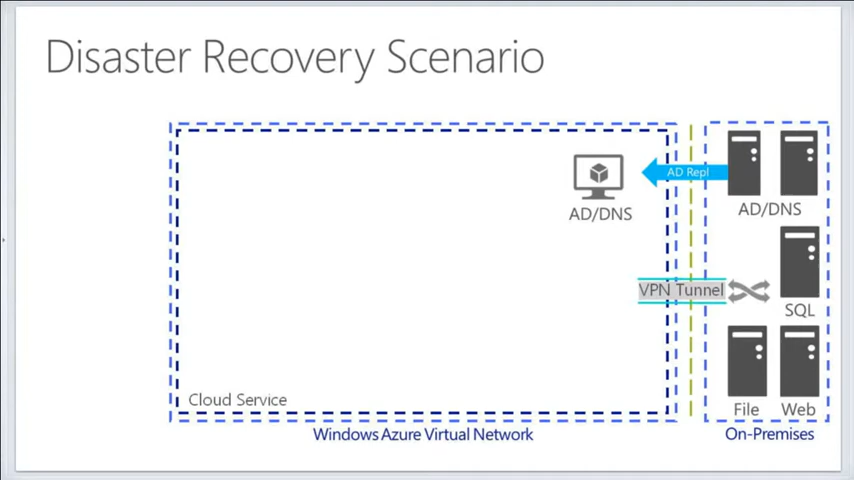 Disaster Recovery Scenario
AD Repl
AD/DNS
AD/DNS
VPN Tunnel
SQL
Cloud Service
File
Web
Windows Azure Virtual Network
On-Premises